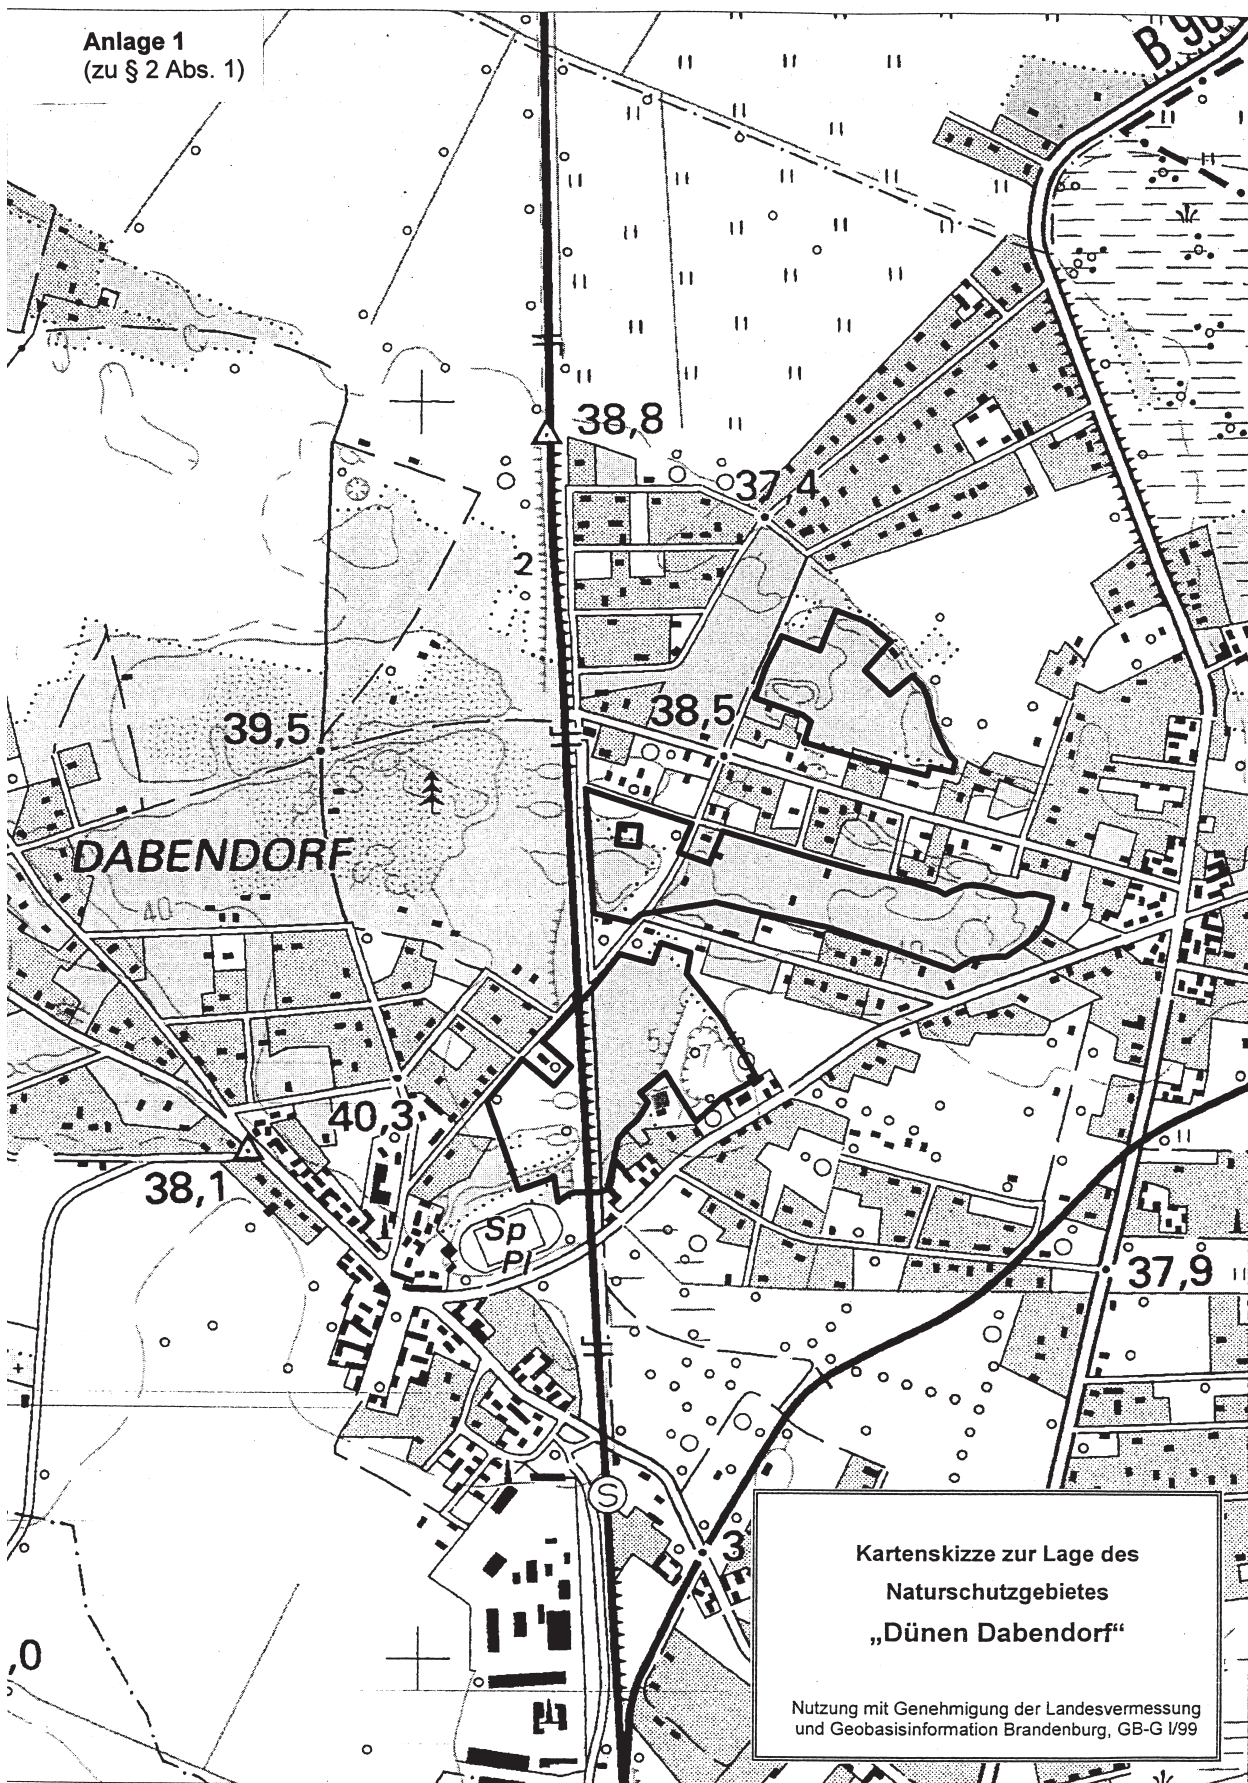 Anlage 1
(zu § 2 Abs. 1)
38,8
37,4
2
38,5
39,5
DABENDORF
40
5
40,3
38,1
Sp
Pl
37,9
S
3
,0
Kartenskizze zur Lage des
Naturschutzgebietes
„Dünen Dabendorf“
Nutzung mit Genehmigung der Landesvermessung
und Geobasisinformation Brandenburg, GB-G I/99